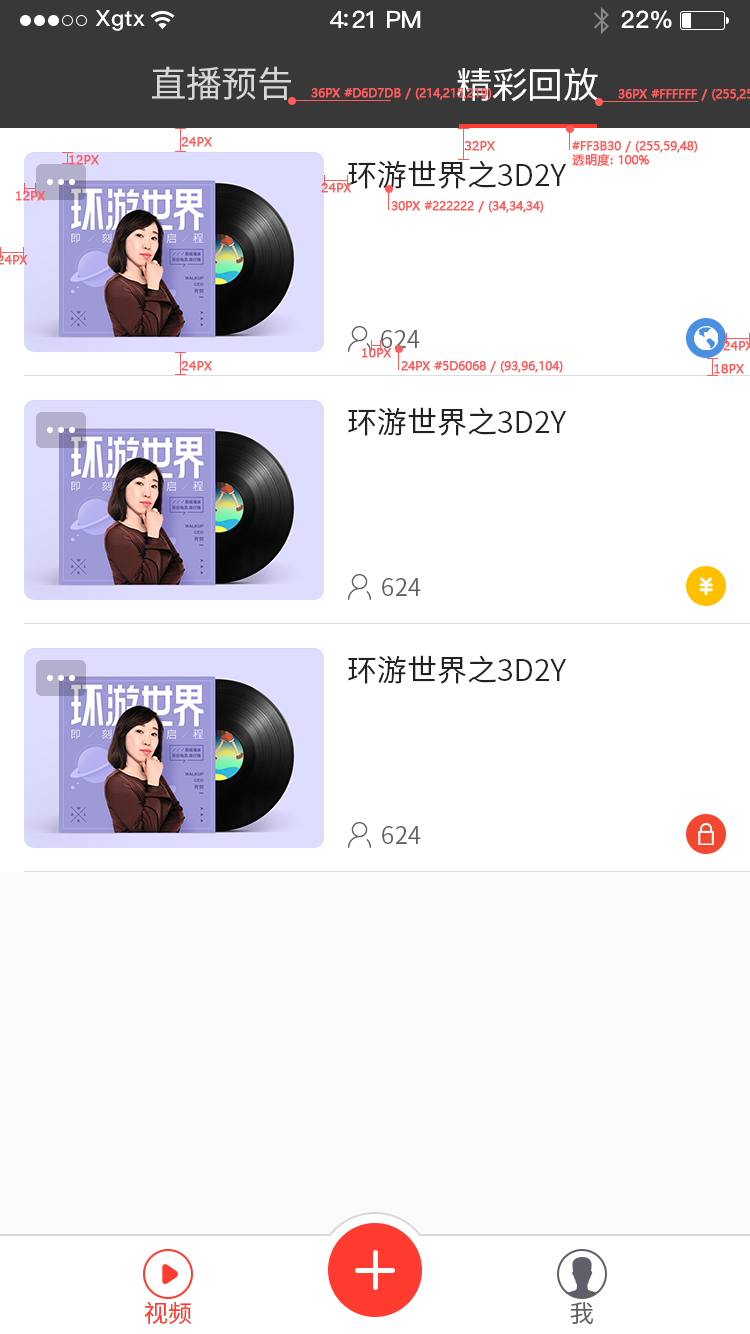 Xgtx 4:21 PM 22%
直播预告 精彩回放
36PX #D6D7DB / (214,215,219) 36PX #FFFFFF / (255,25
24PX 32PX #FF3B30 / (255,59,48)
透明度: 100%
12PX
环游世界之3D2Y
12PX 24PX
30PX #222222 / (34,34,34)
环游世界
即 / 刻 / 启 / 程
WALKUP
CEO
24PX
624
10PX 24PX
24PX 24PX #5D6068 / (93,96,104) 18PX
环游世界之3D2Y
环游世界
即 / 刻 / 启 / 程
WALKUP
CEO
624
¥
环游世界之3D2Y
环游世界
即 / 刻 / 启 / 程
WALKUP
CEO
624
视频 我